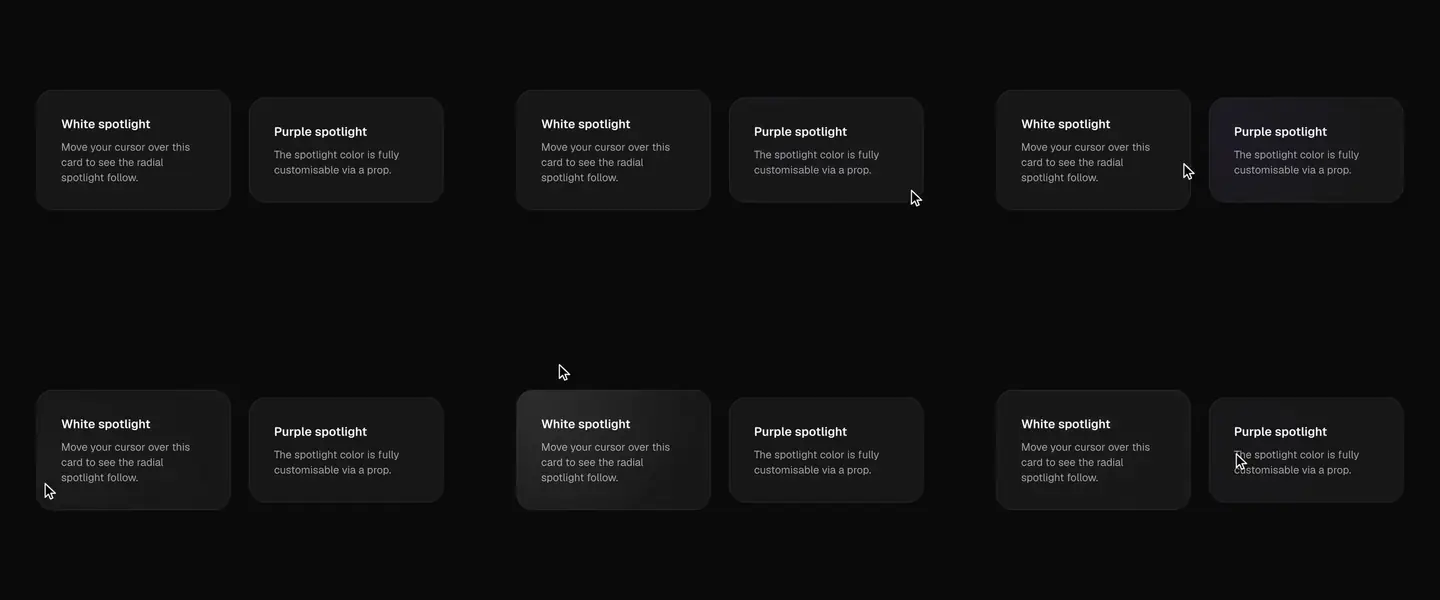 White spotlight
Move your cursor over this
card to see the radial
spotlight follow.
Purple spotlight
The spotlight color is fully
customisable via a prop.
White spotlight
Move your cursor over this
card to see the radial
spotlight follow.
Purple spotlight
The spotlight color is fully
customisable via a prop.
White spotlight
Move your cursor over this
card to see the radial
spotlight follow.
Purple spotlight
The spotlight color is fully
customisable via a prop.
White spotlight
Move your cursor over this
card to see the radial
spotlight follow.
Purple spotlight
The spotlight color is fully
customisable via a prop.
White spotlight
Move your cursor over this
card to see the radial
spotlight follow.
Purple spotlight
The spotlight color is fully
customisable via a prop.
White spotlight
Move your cursor over this
card to see the radial
spotlight follow.
Purple spotlight
The spotlight color is fully
customisable via a prop.